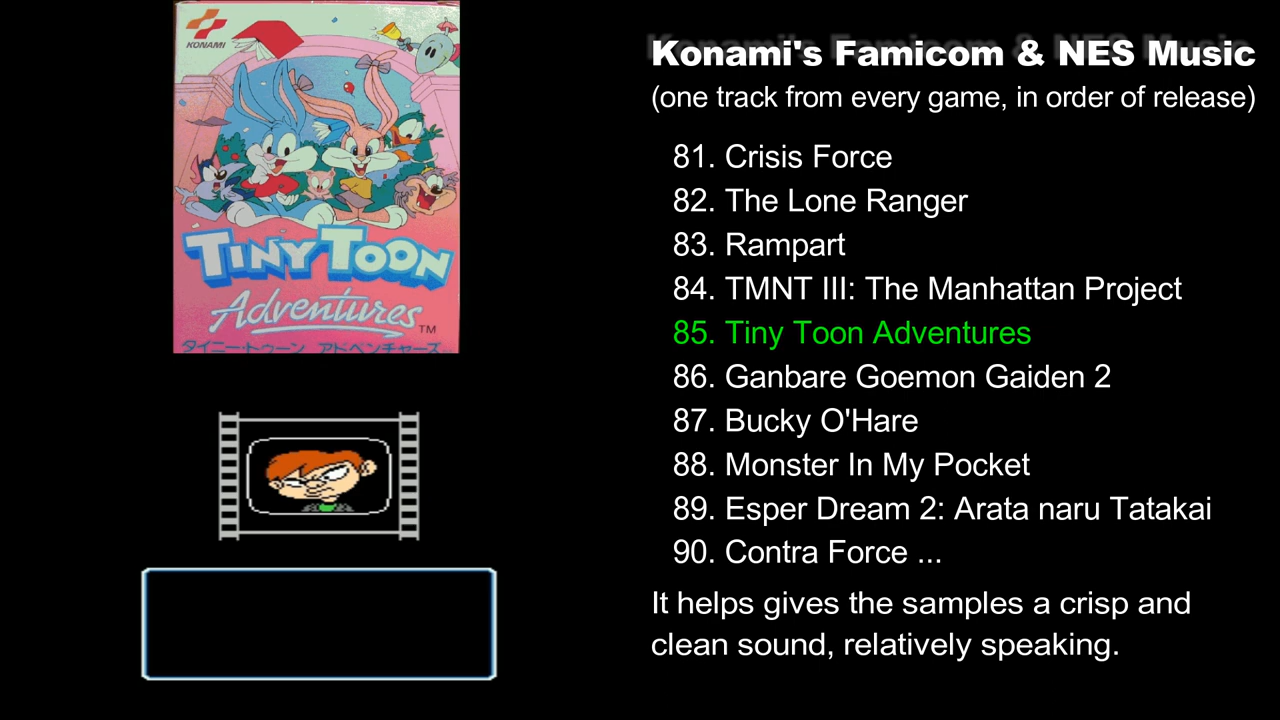 KONAMI
TINY TOON
Adventures TM
タイニー・トゥーン アドベンチャーズ
Konami's Famicom & NES Music
(one track from every game, in order of release)
81. Crisis Force
82. The Lone Ranger
83. Rampart
84. TMNT III: The Manhattan Project
85. Tiny Toon Adventures
86. Ganbare Goemon Gaiden 2
87. Bucky O'Hare
88. Monster In My Pocket
89. Esper Dream 2: Arata naru Tatakai
90. Contra Force ...
It helps gives the samples a crisp and
clean sound, relatively speaking.